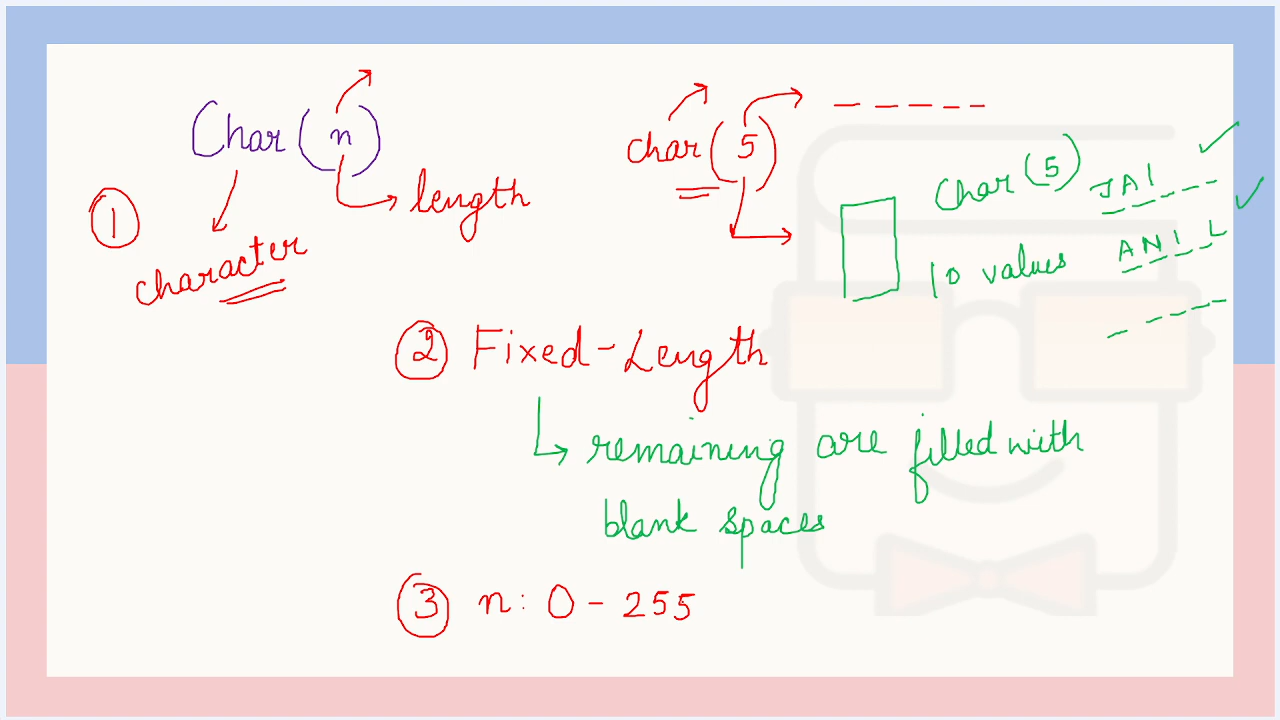 Char (n)
length
① character
char (5) _ _ _ _ _
Char (5) JAI _ _
10 values ANIL
② Fixed-Length
remaining are filled with
blank spaces
③ n: 0 - 255